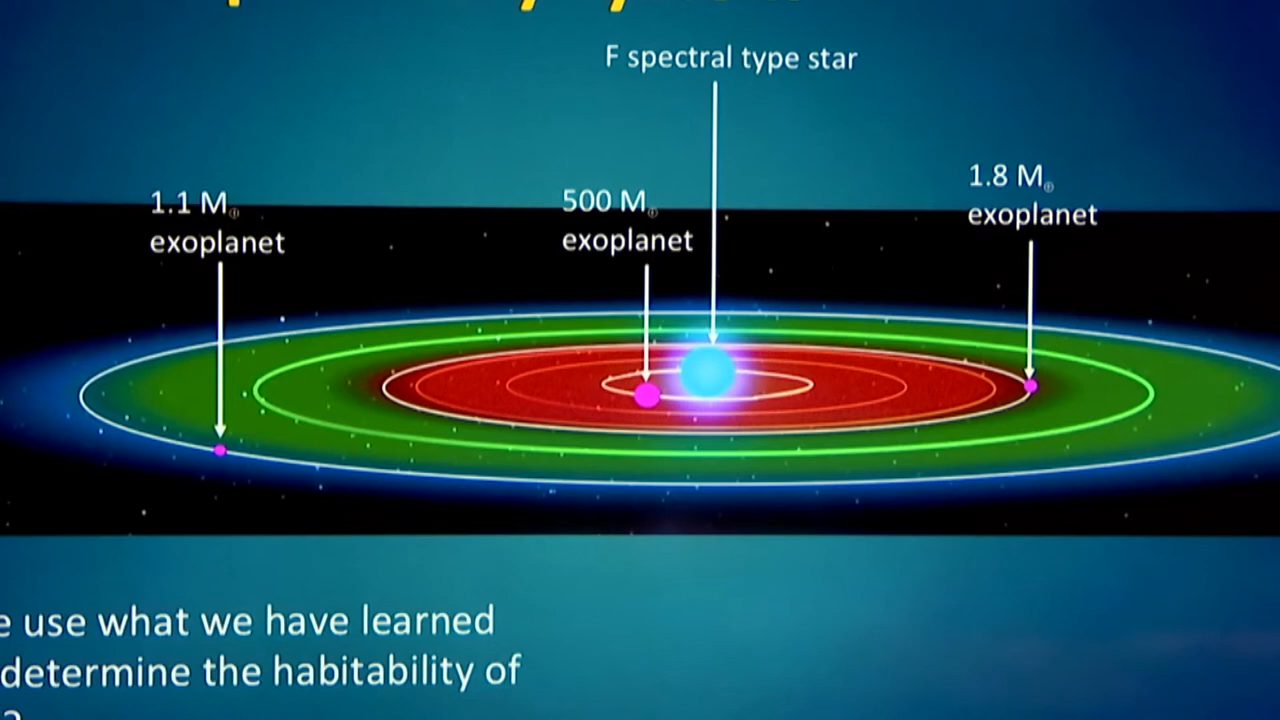 F spectral type star
1.8 M⊕
exoplanet
1.1 M⊕
exoplanet
500 M⊕
exoplanet
use what we have learned
determine the habitability of